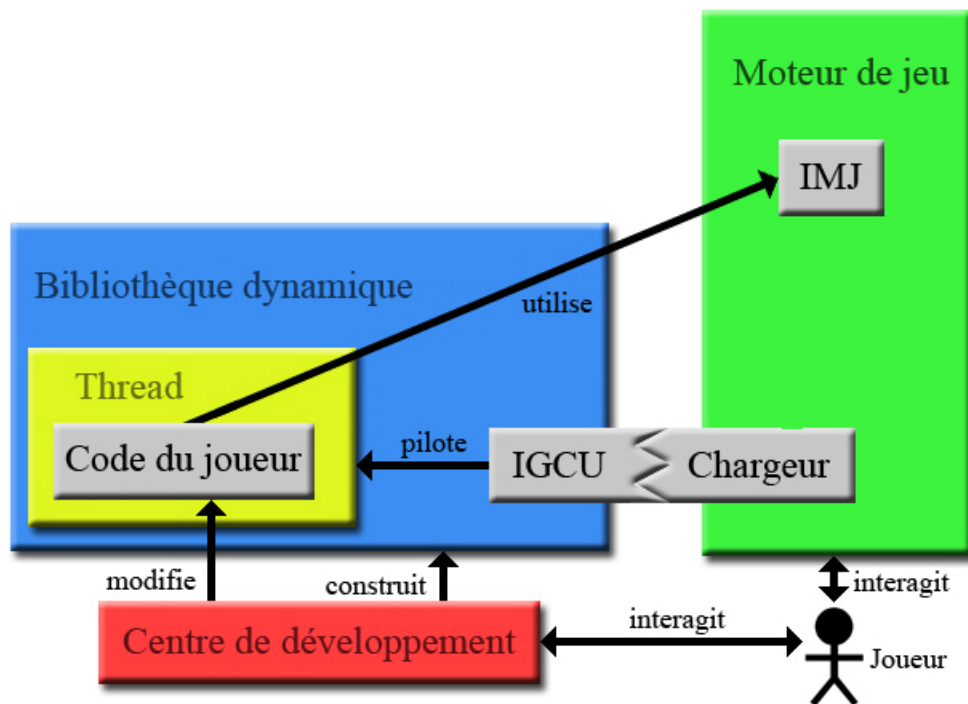 Moteur de jeu
IMJ
Bibliothèque dynamique
utilise
Thread
Code du joueur
pilote
IGCU
Chargeur
modifie
construit
interagit
Centre de développement
interagit
Joueur